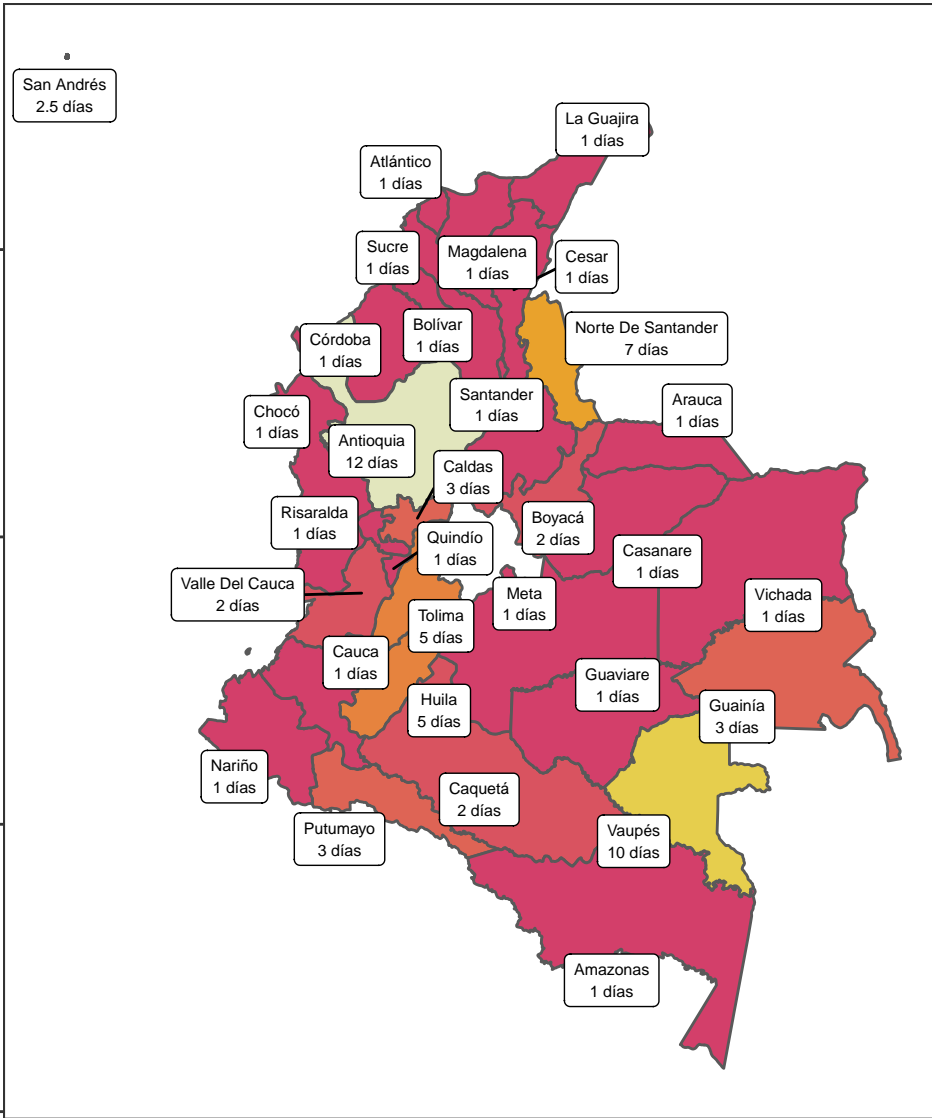 San Andrés
2.5 días
La Guajira
1 días
Atlántico
1 días
Sucre
1 días
Magdalena
1 días
Cesar
1 días
Norte De Santander
7 días
Córdoba
1 días
Bolívar
1 días
Santander
1 días
Arauca
1 días
Chocó
1 días
Antioquia
12 días
Caldas
3 días
Risaralda
1 días
Quindío
1 días
Boyacá
2 días
Casanare
1 días
Valle Del Cauca
2 días
Meta
1 días
Vichada
1 días
Tolima
5 días
Cauca
1 días
Guaviare
1 días
Huila
5 días
Guainía
3 días
Nariño
1 días
Caquetá
2 días
Putumayo
3 días
Vaupés
10 días
Amazonas
1 días